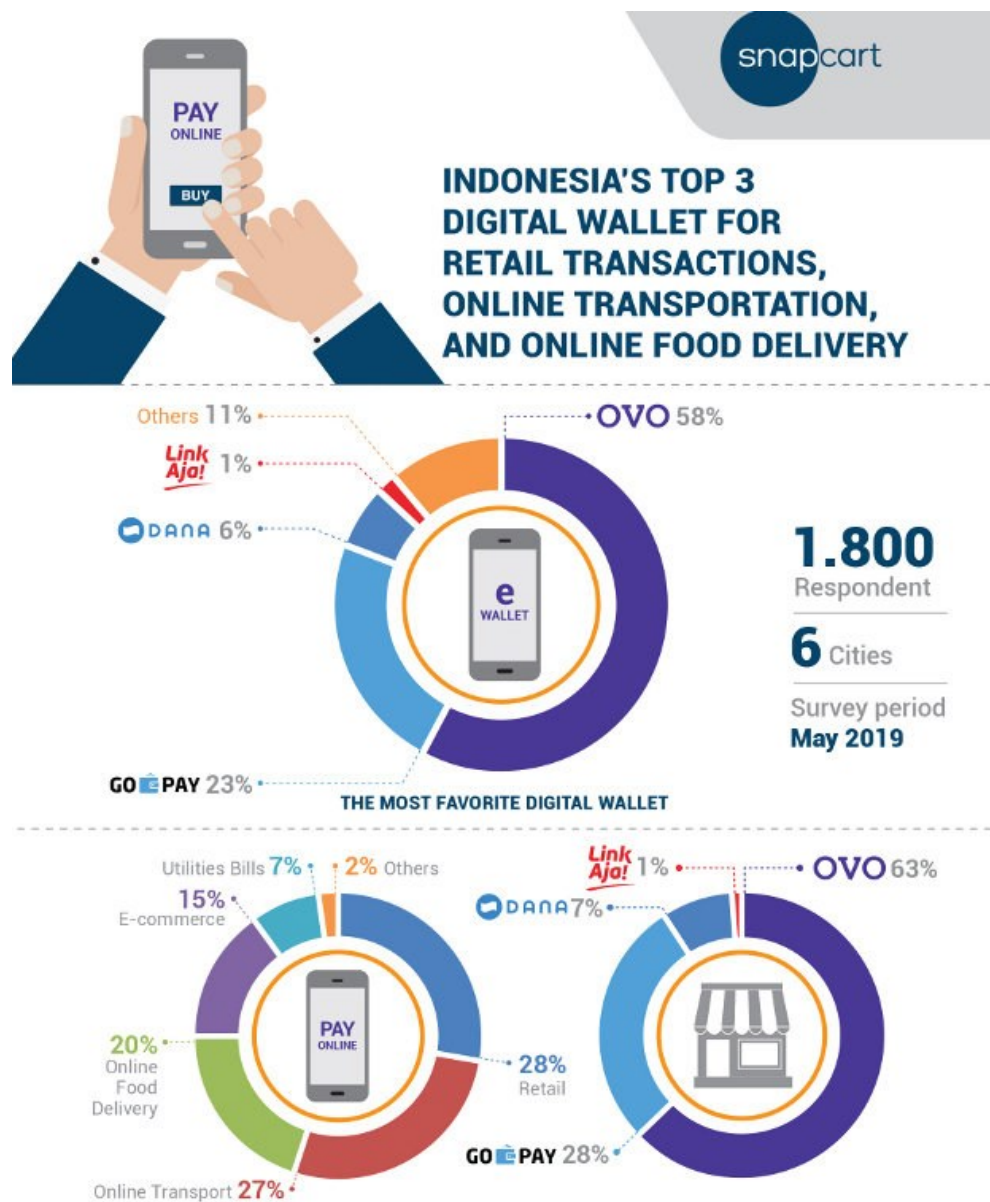 snapcart
PAY
ONLINE
BUY
INDONESIA'S TOP 3
DIGITAL WALLET FOR
RETAIL TRANSACTIONS,
ONLINE TRANSPORTATION,
AND ONLINE FOOD DELIVERY
Others 11%
OVO 58%
Link
Aja! 1%
DANA 6%
e
WALLET
1.800
Respondent
6 Cities
Survey period
May 2019
GO PAY 23%
THE MOST FAVORITE DIGITAL WALLET
Utilities Bills 7%
2% Others
15%
E-commerce
PAY
ONLINE
20%
Online
Food
Delivery
28%
Retail
Online Transport 27%
Link
Aja! 1%
OVO 63%
DANA 7%
GO PAY 28%